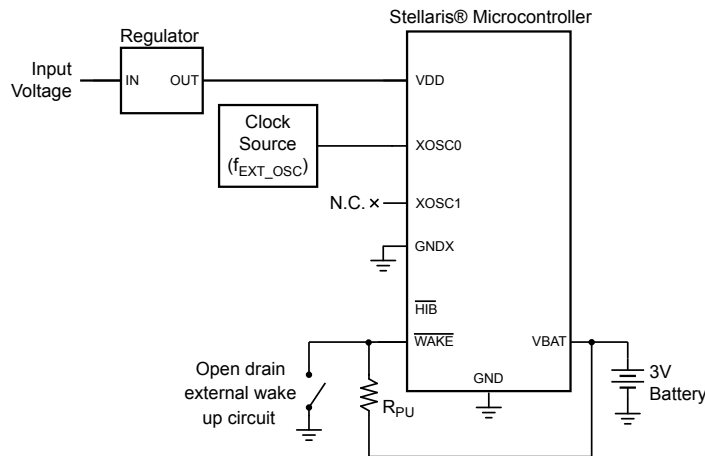 Stellaris® Microcontroller
Regulator
Input
Voltage
IN
OUT
VDD
Clock
Source
(fEXT_OSC)
XOSC0
N.C.
XOSC1
GNDX
HIB
WAKE
VBAT
Open drain
external wake
up circuit
RPU
GND
3V
Battery